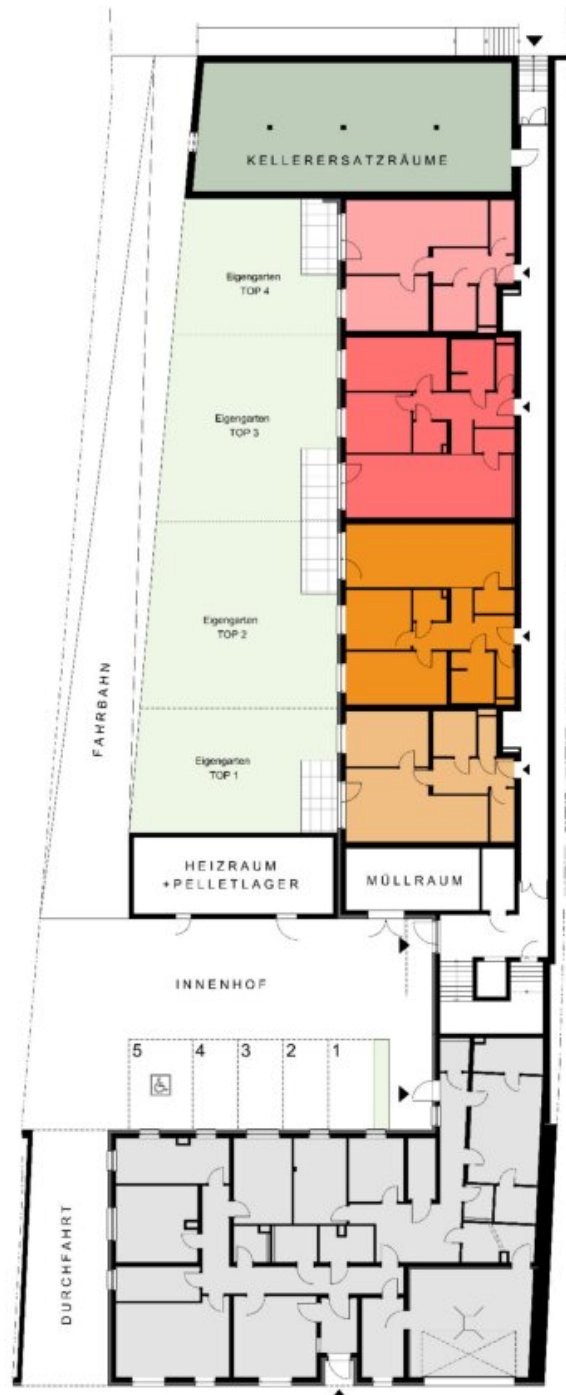 KELLERERSATZRÄUME
Eigengarten
TOP 4
Eigengarten
TOP 3
Eigengarten
TOP 2
FAHRBAHN
Eigengarten
TOP 1
HEIZRAUM
+PELLETLAGER
MÜLLRAUM
INNENHOF
5 4 3 2 1
DURCHFAHRT